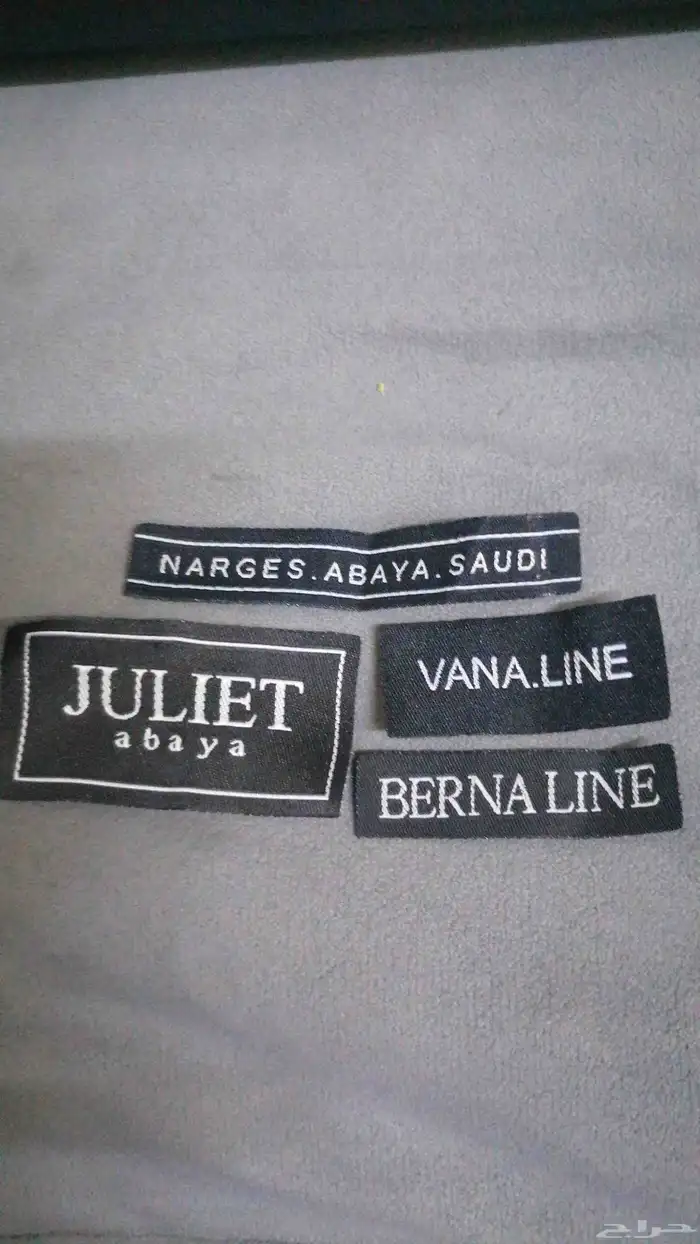 NARGES.ABAYA.SAUDI
JULIET
abaya
VANA.LINE
BERNA LINE
حراج